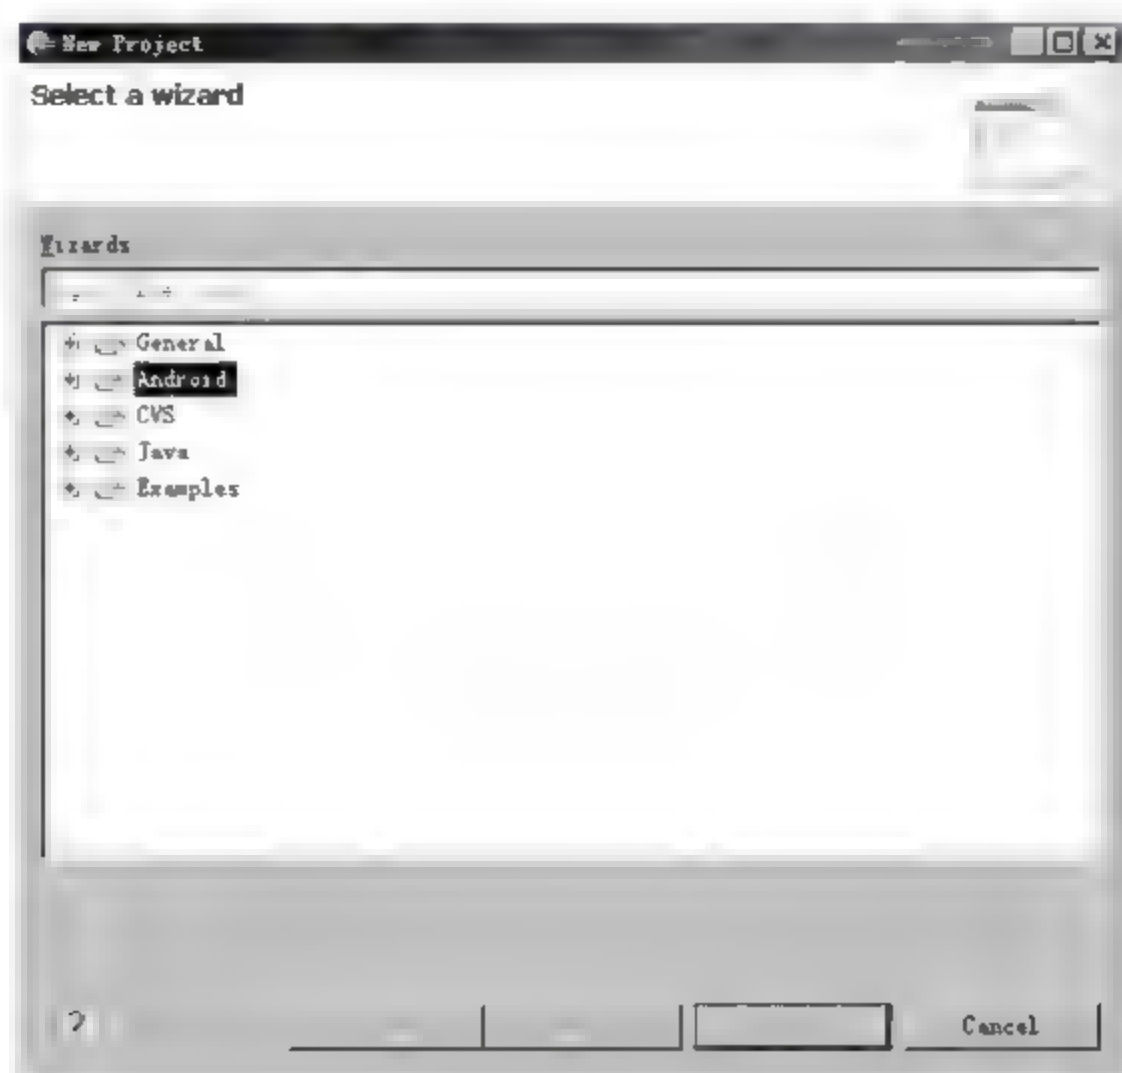 New Project
Select a wizard
Wizards
General
Android
CVS
Java
Examples
?
Cancel